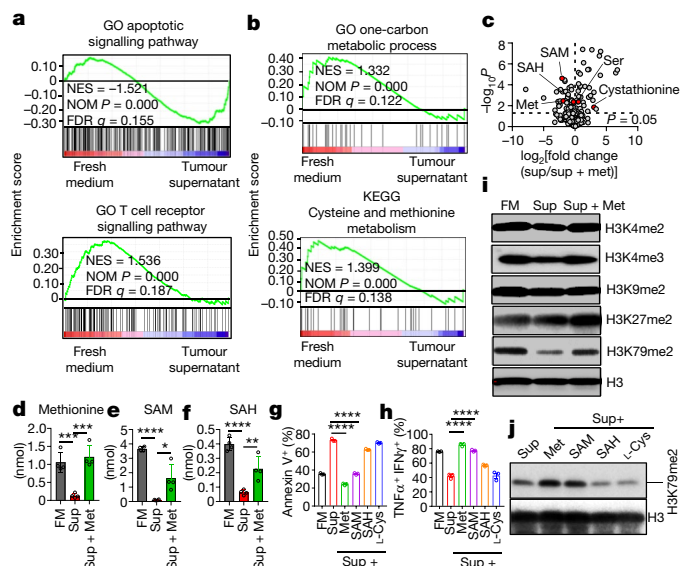 a
GO apoptotic
signalling pathway
0.10
0
−0.10
−0.20
−0.30
NES = −1.521
NOM P = 0.000
FDR q = 0.155
Fresh
medium
Tumour
supernatant
GO T cell receptor
signalling pathway
0.50
0.30
0.10
0
NES = 1.536
NOM P = 0.000
FDR q = 0.187
Fresh
medium
Tumour
supernatant
Enrichment score
b
GO one-carbon
metabolic process
0.40
0.30
0.20
0.10
0
−0.10
NES = 1.332
NOM P = 0.000
FDR q = 0.122
Fresh
medium
Tumour
supernatant
KEGG
Cysteine and methionine
metabolism
0.50
0.30
0.10
0
−0.10
NES = 1.399
NOM P = 0.000
FDR q = 0.138
Fresh
medium
Tumour
supernatant
Enrichment score
c
8
6
4
2
0
−log10P
SAM
SAH
Met
Ser
Cystathionine
P = 0.05
−10
−5
0
5
10
log2[fold change
(sup/sup + met)]
i
FM
Sup
Sup + Met
H3K4me2
H3K4me3
H3K9me2
H3K27me2
H3K79me2
H3
d
Methionine
***
***
2.0
1.5
1.0
0.5
0
(nmol)
FM
Sup
Sup + Met
e
SAM
****
*
5
4
3
2
1
0
(nmol)
FM
Sup
Sup + Met
f
SAH
****
**
0.5
0.4
0.3
0.2
0.1
0
(nmol)
FM
Sup
Sup + Met
g
****
****
100
80
60
40
20
0
Annexin V+ (%)
FM
Sup
Met
SAM
SAH
L-Cys
Sup +
h
****
****
100
80
60
40
20
0
TNFα+ IFNγ+ (%)
FM
Sup
Met
SAM
SAH
L-Cys
Sup +
j
Sup+
Sup
Met
SAM
SAH
L-Cys
H3K79me2
H3